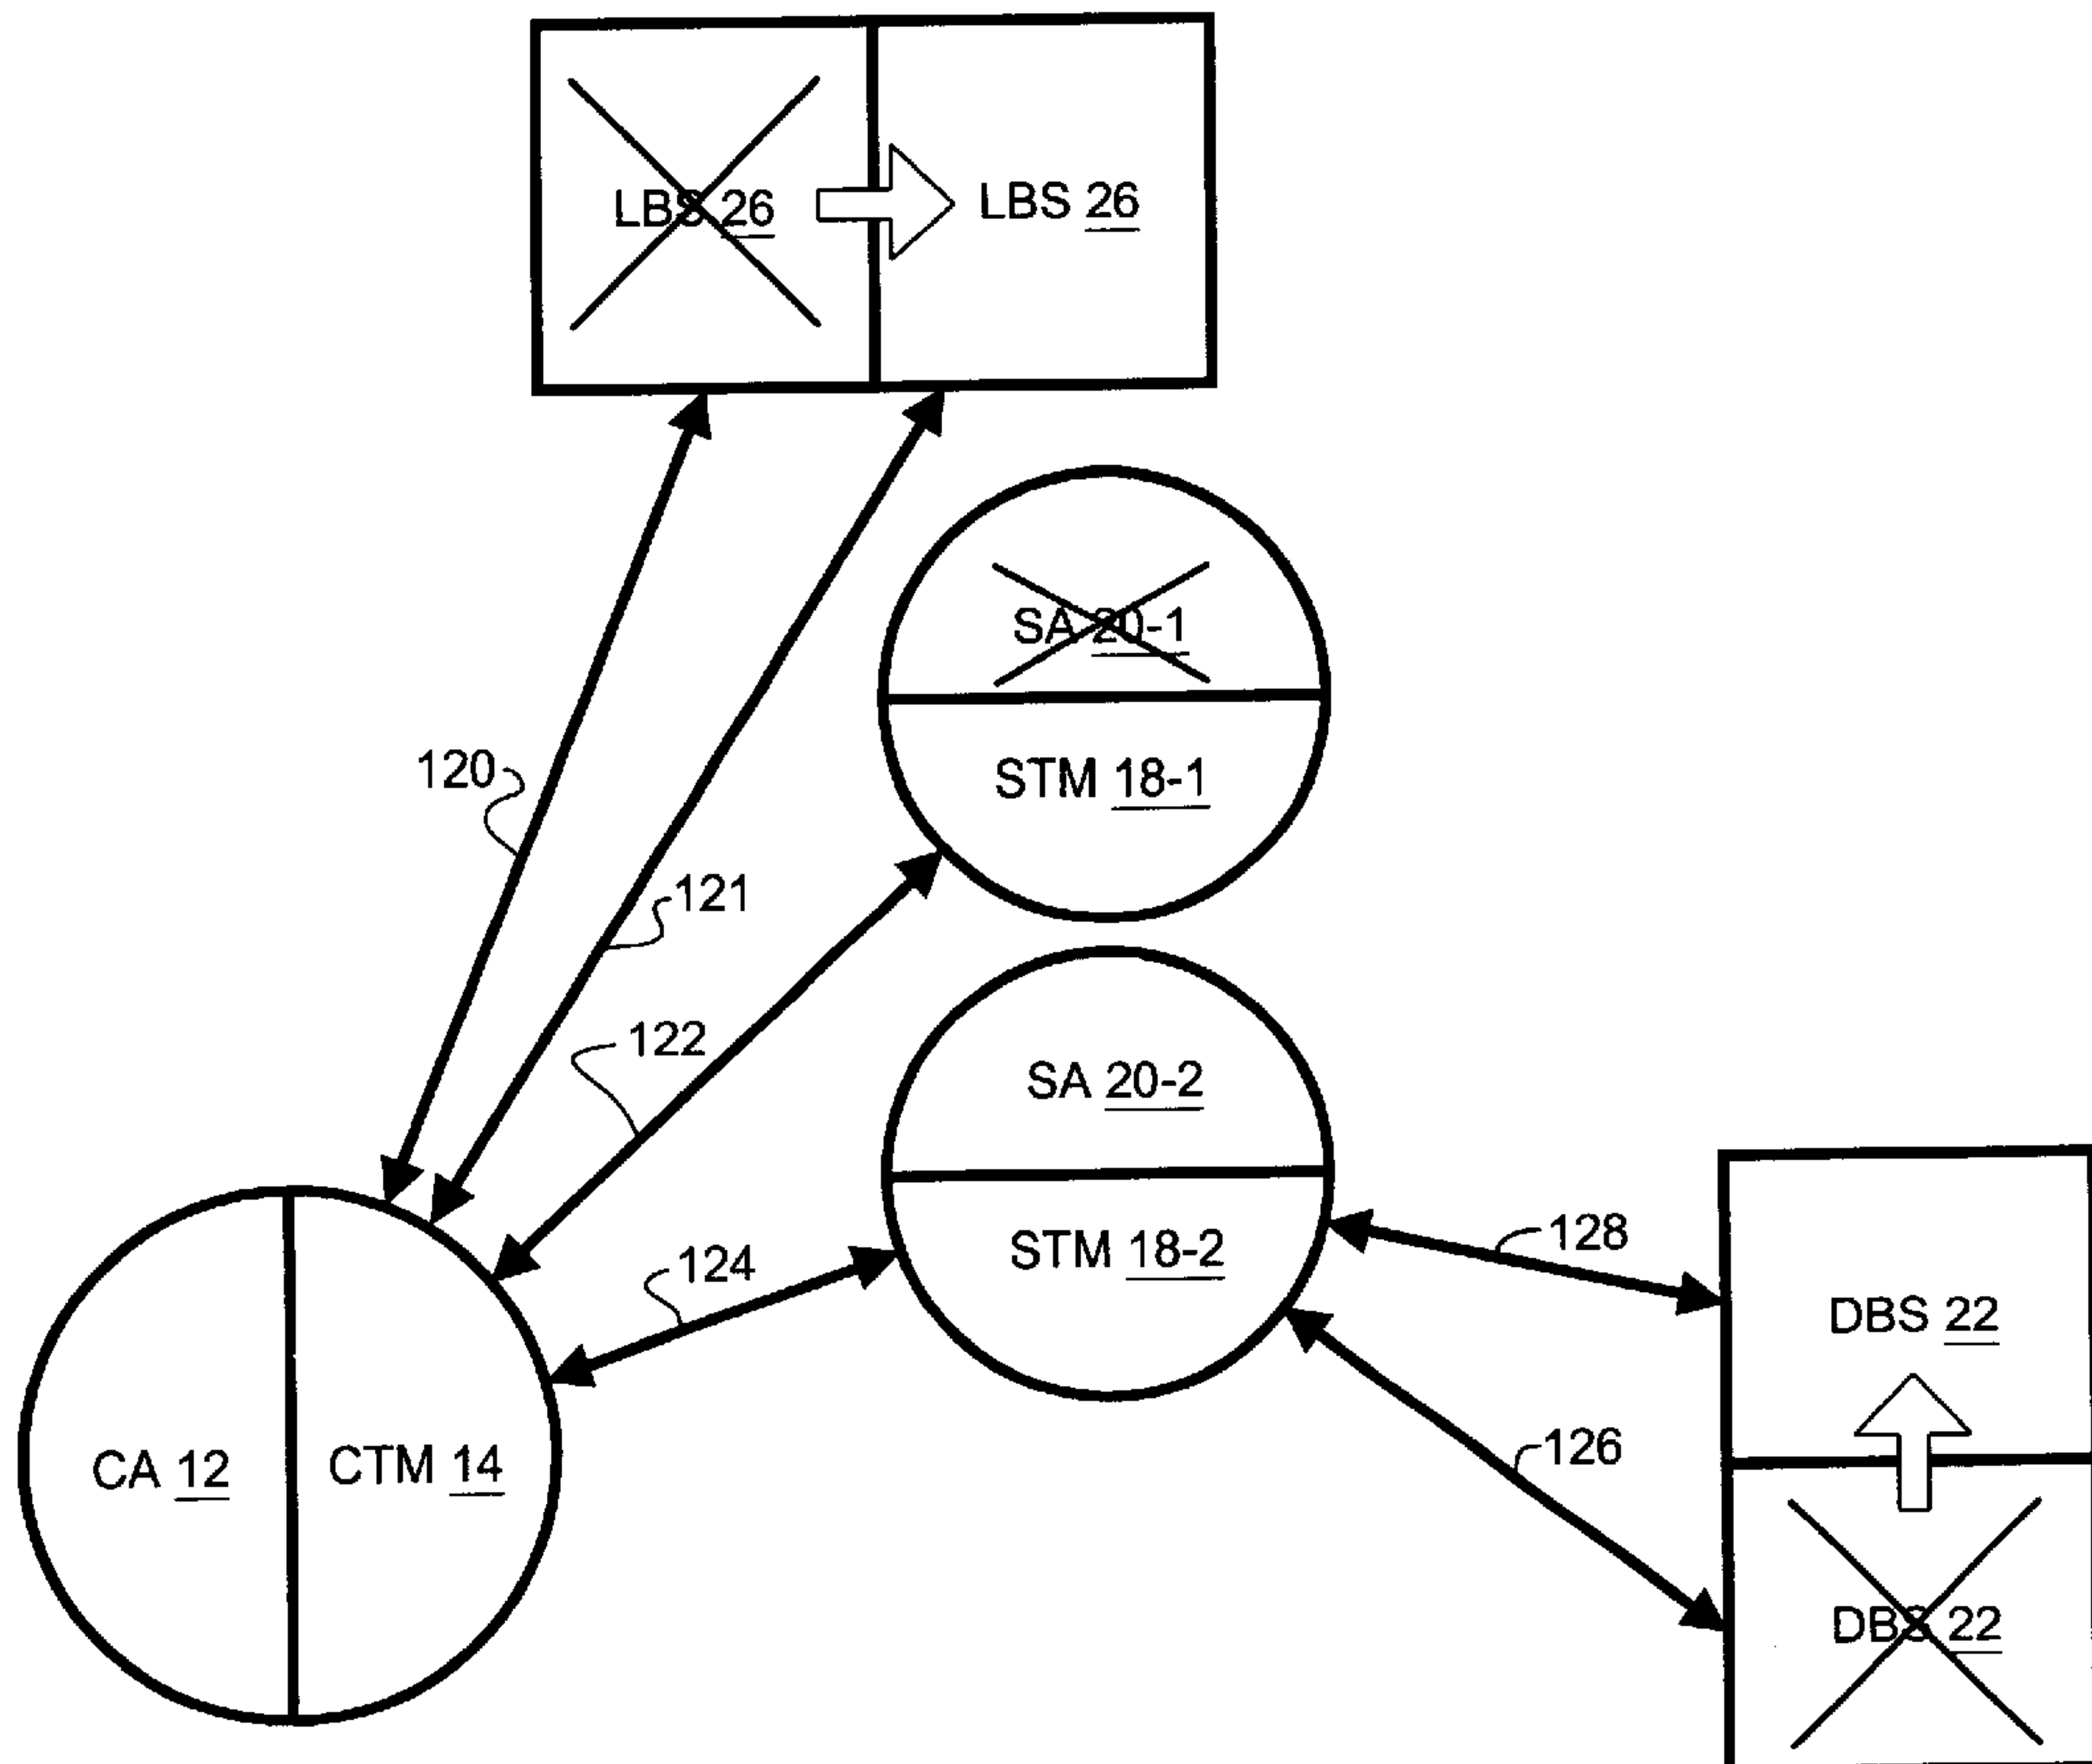 LBS 26
LBS 26
SA 20-1
STM 18-1
120
121
122
SA 20-2
STM 18-2
124
128
DBS 22
126
CA 12
CTM 14
DBS 22